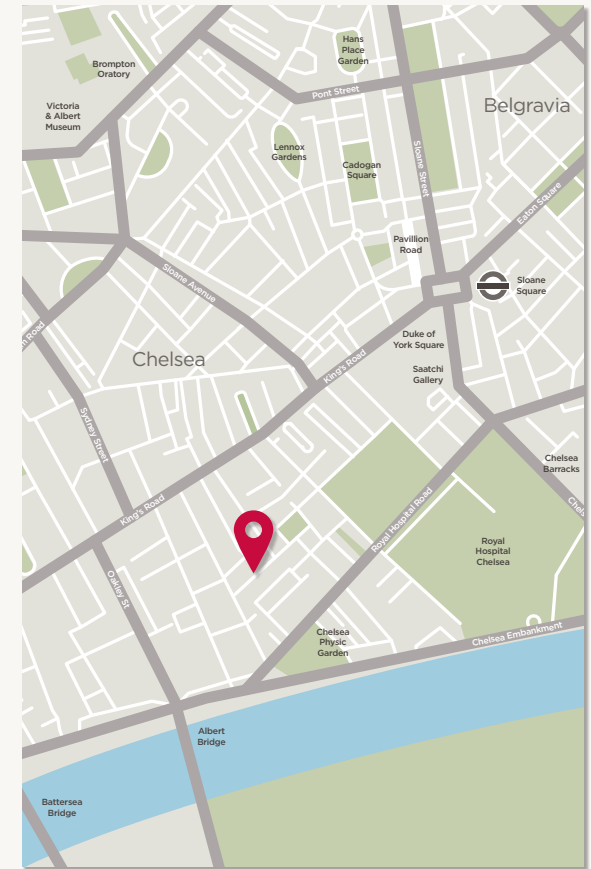 Hans
Place
Garden
Brompton
Oratory
Pont Street
Belgravia
Victoria
& Albert
Museum
Lennox
Gardens
Cadogan
Square
Sloane Street
Eaton Square
Pavillion
Road
Sloane Avenue
Sloane
Square
Road
Duke of
York Square
Chelsea
King's Road
Saatchi
Gallery
Sydney Street
Chelsea
Barracks
King's Road
Royal Hospital Road
Royal
Hospital
Chelsea
Oakley St
Chelsea
Physic
Garden
Chelsea Embankment
Albert
Bridge
Battersea
Bridge